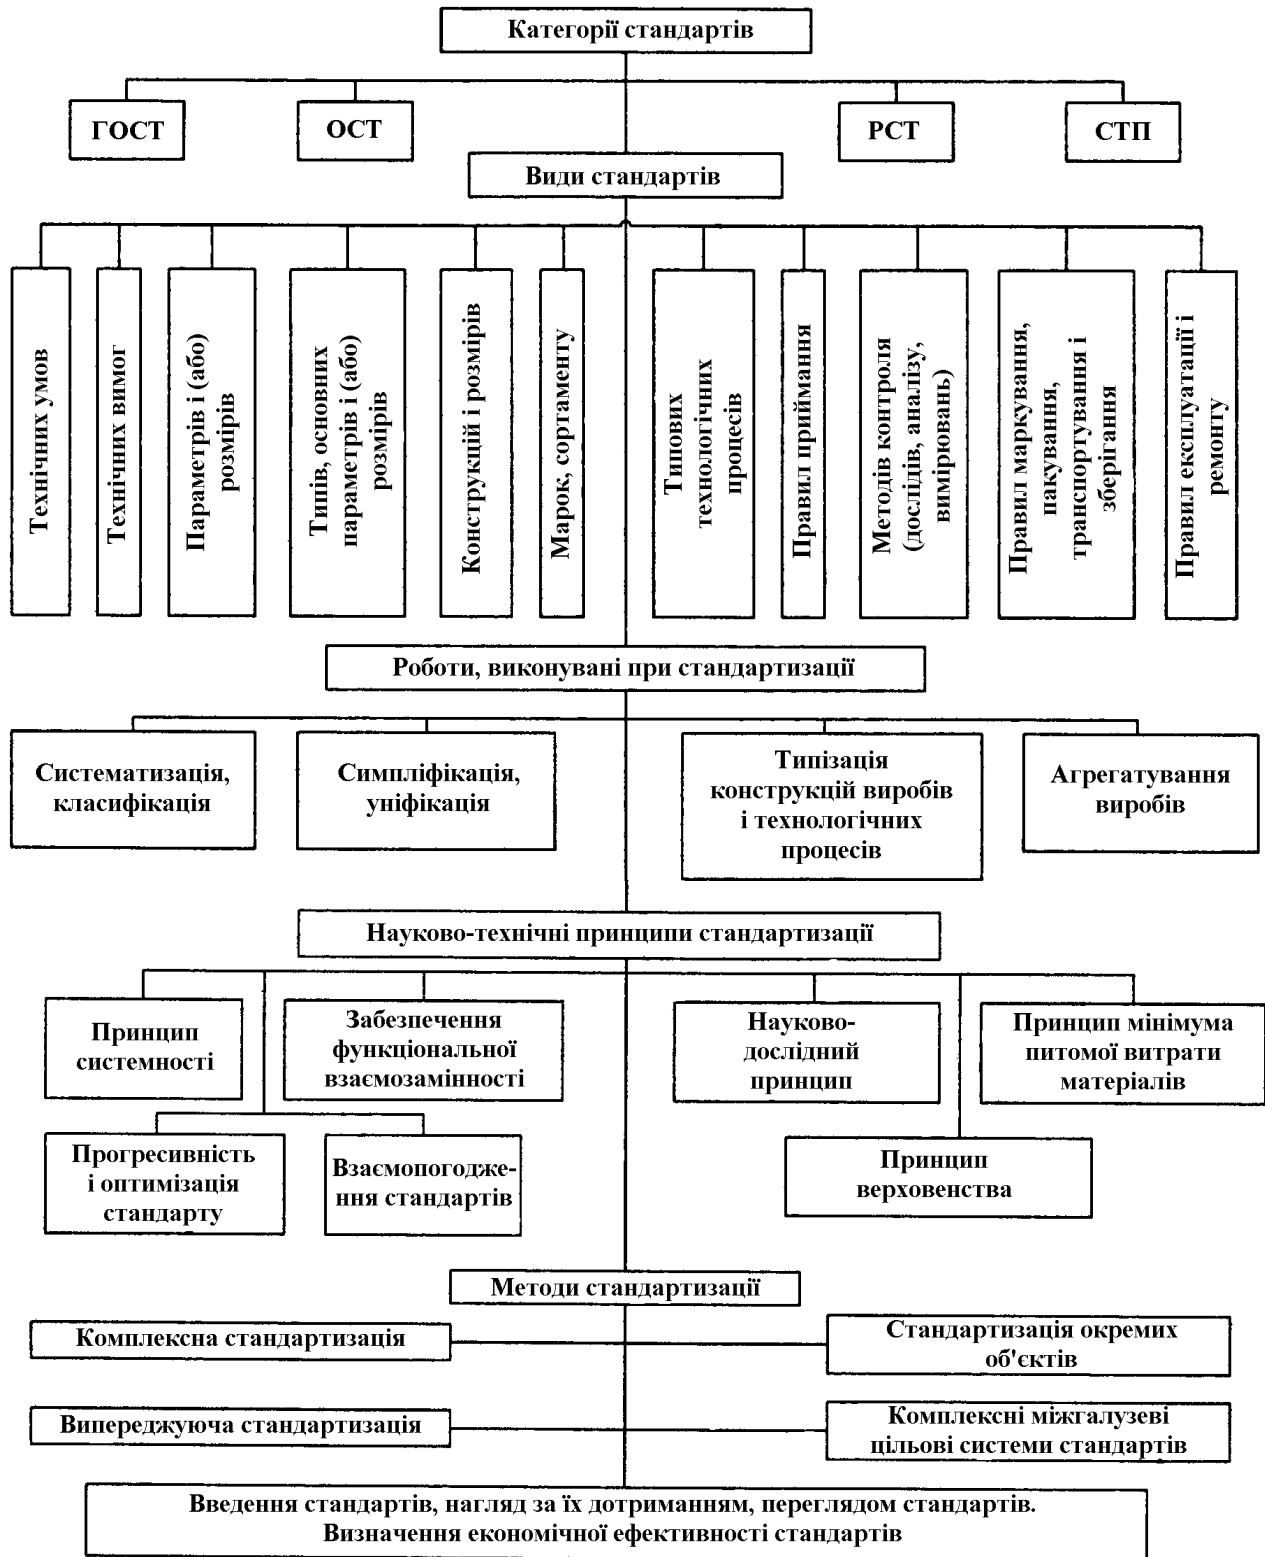 Категорії стандартів
ГОСТ
ОСТ
РСТ
СТП
Види стандартів
Технічних умов
Технічних вимог
Параметрів і (або)
розмірів
Типів, основних
параметрів і (або)
розмірів
Конструкцій і розмірів
Марок, сортаменту
Типових
технологічних
процесів
Правил приймання
Методів контроля
(дослідів, аналізу,
вимірювань)
Правил маркування,
пакування,
транспортування і
зберігання
Правил експлуатації і
ремонту
Роботи, виконувані при стандартизації
Систематизація,
класифікація
Симпліфікація,
уніфікація
Типізація
конструкцій виробів
і технологічних
процесів
Агрегатування
виробів
Науково-технічні принципи стандартизації
Принцип
системності
Забезпечення
функціональної
взаємозамінності
Науково-
дослідний
принцип
Принцип мінімума
питомої витрати
матеріалів
Прогресивність
і оптимізація
стандарту
Взаємопогодже-
ння стандартів
Принцип
верховенства
Методи стандартизації
Комплексна стандартизація
Стандартизація окремих
об'єктів
Випереджуюча стандартизація
Комплексні міжгалузеві
цільові системи стандартів
Введення стандартів, нагляд за їх дотриманням, переглядом стандартів.
Визначення економічної ефективності стандартів